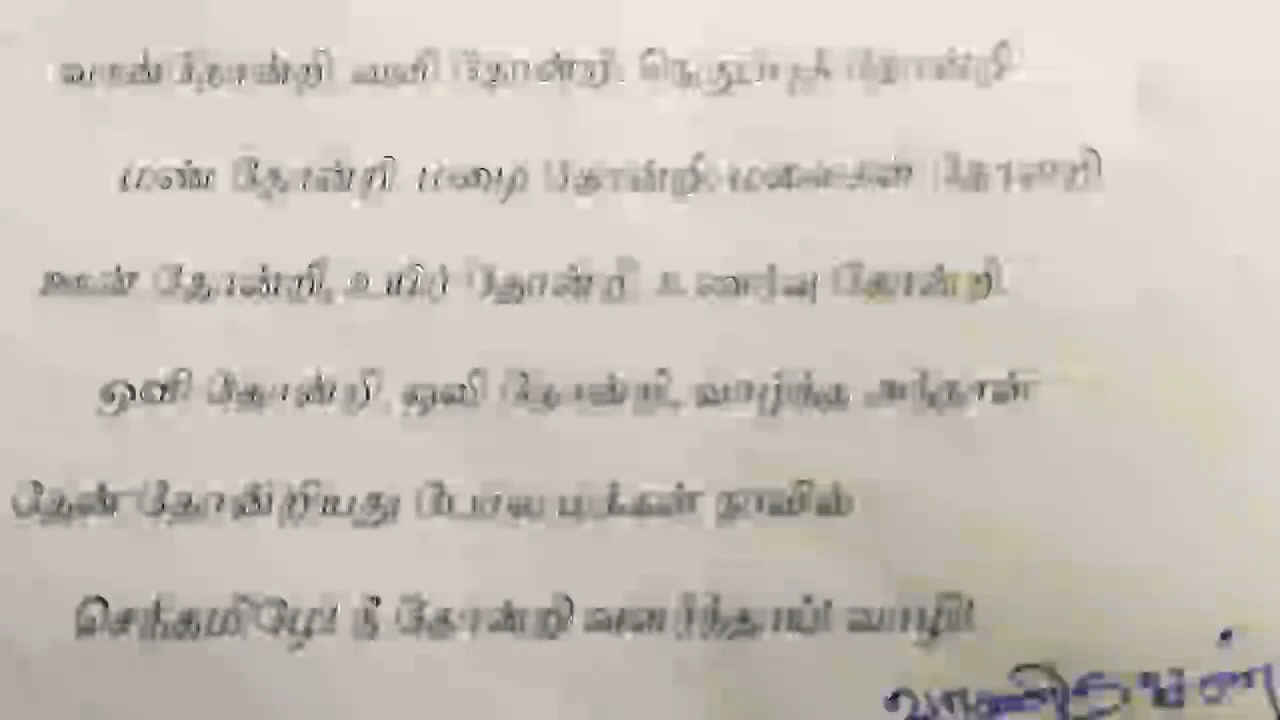 வான் தோன்றி, வளி தோன்றி, நெருப்புத் தோன்றி
மண் தோன்றி, மழை தோன்றி, மலைகள் தோன்றி
ஊன் தோன்றி, உயிர் தோன்றி, உணர்வு தோன்றி,
ஒளி தோன்றி, ஒலி தோன்றி, வாழ்ந்த அந்நாள்
தேன் தோன்றியது போல மக்கள் நாவில்
செந்தமிழே! நீ தோன்றி வளர்ந்தாய்! வாழி!